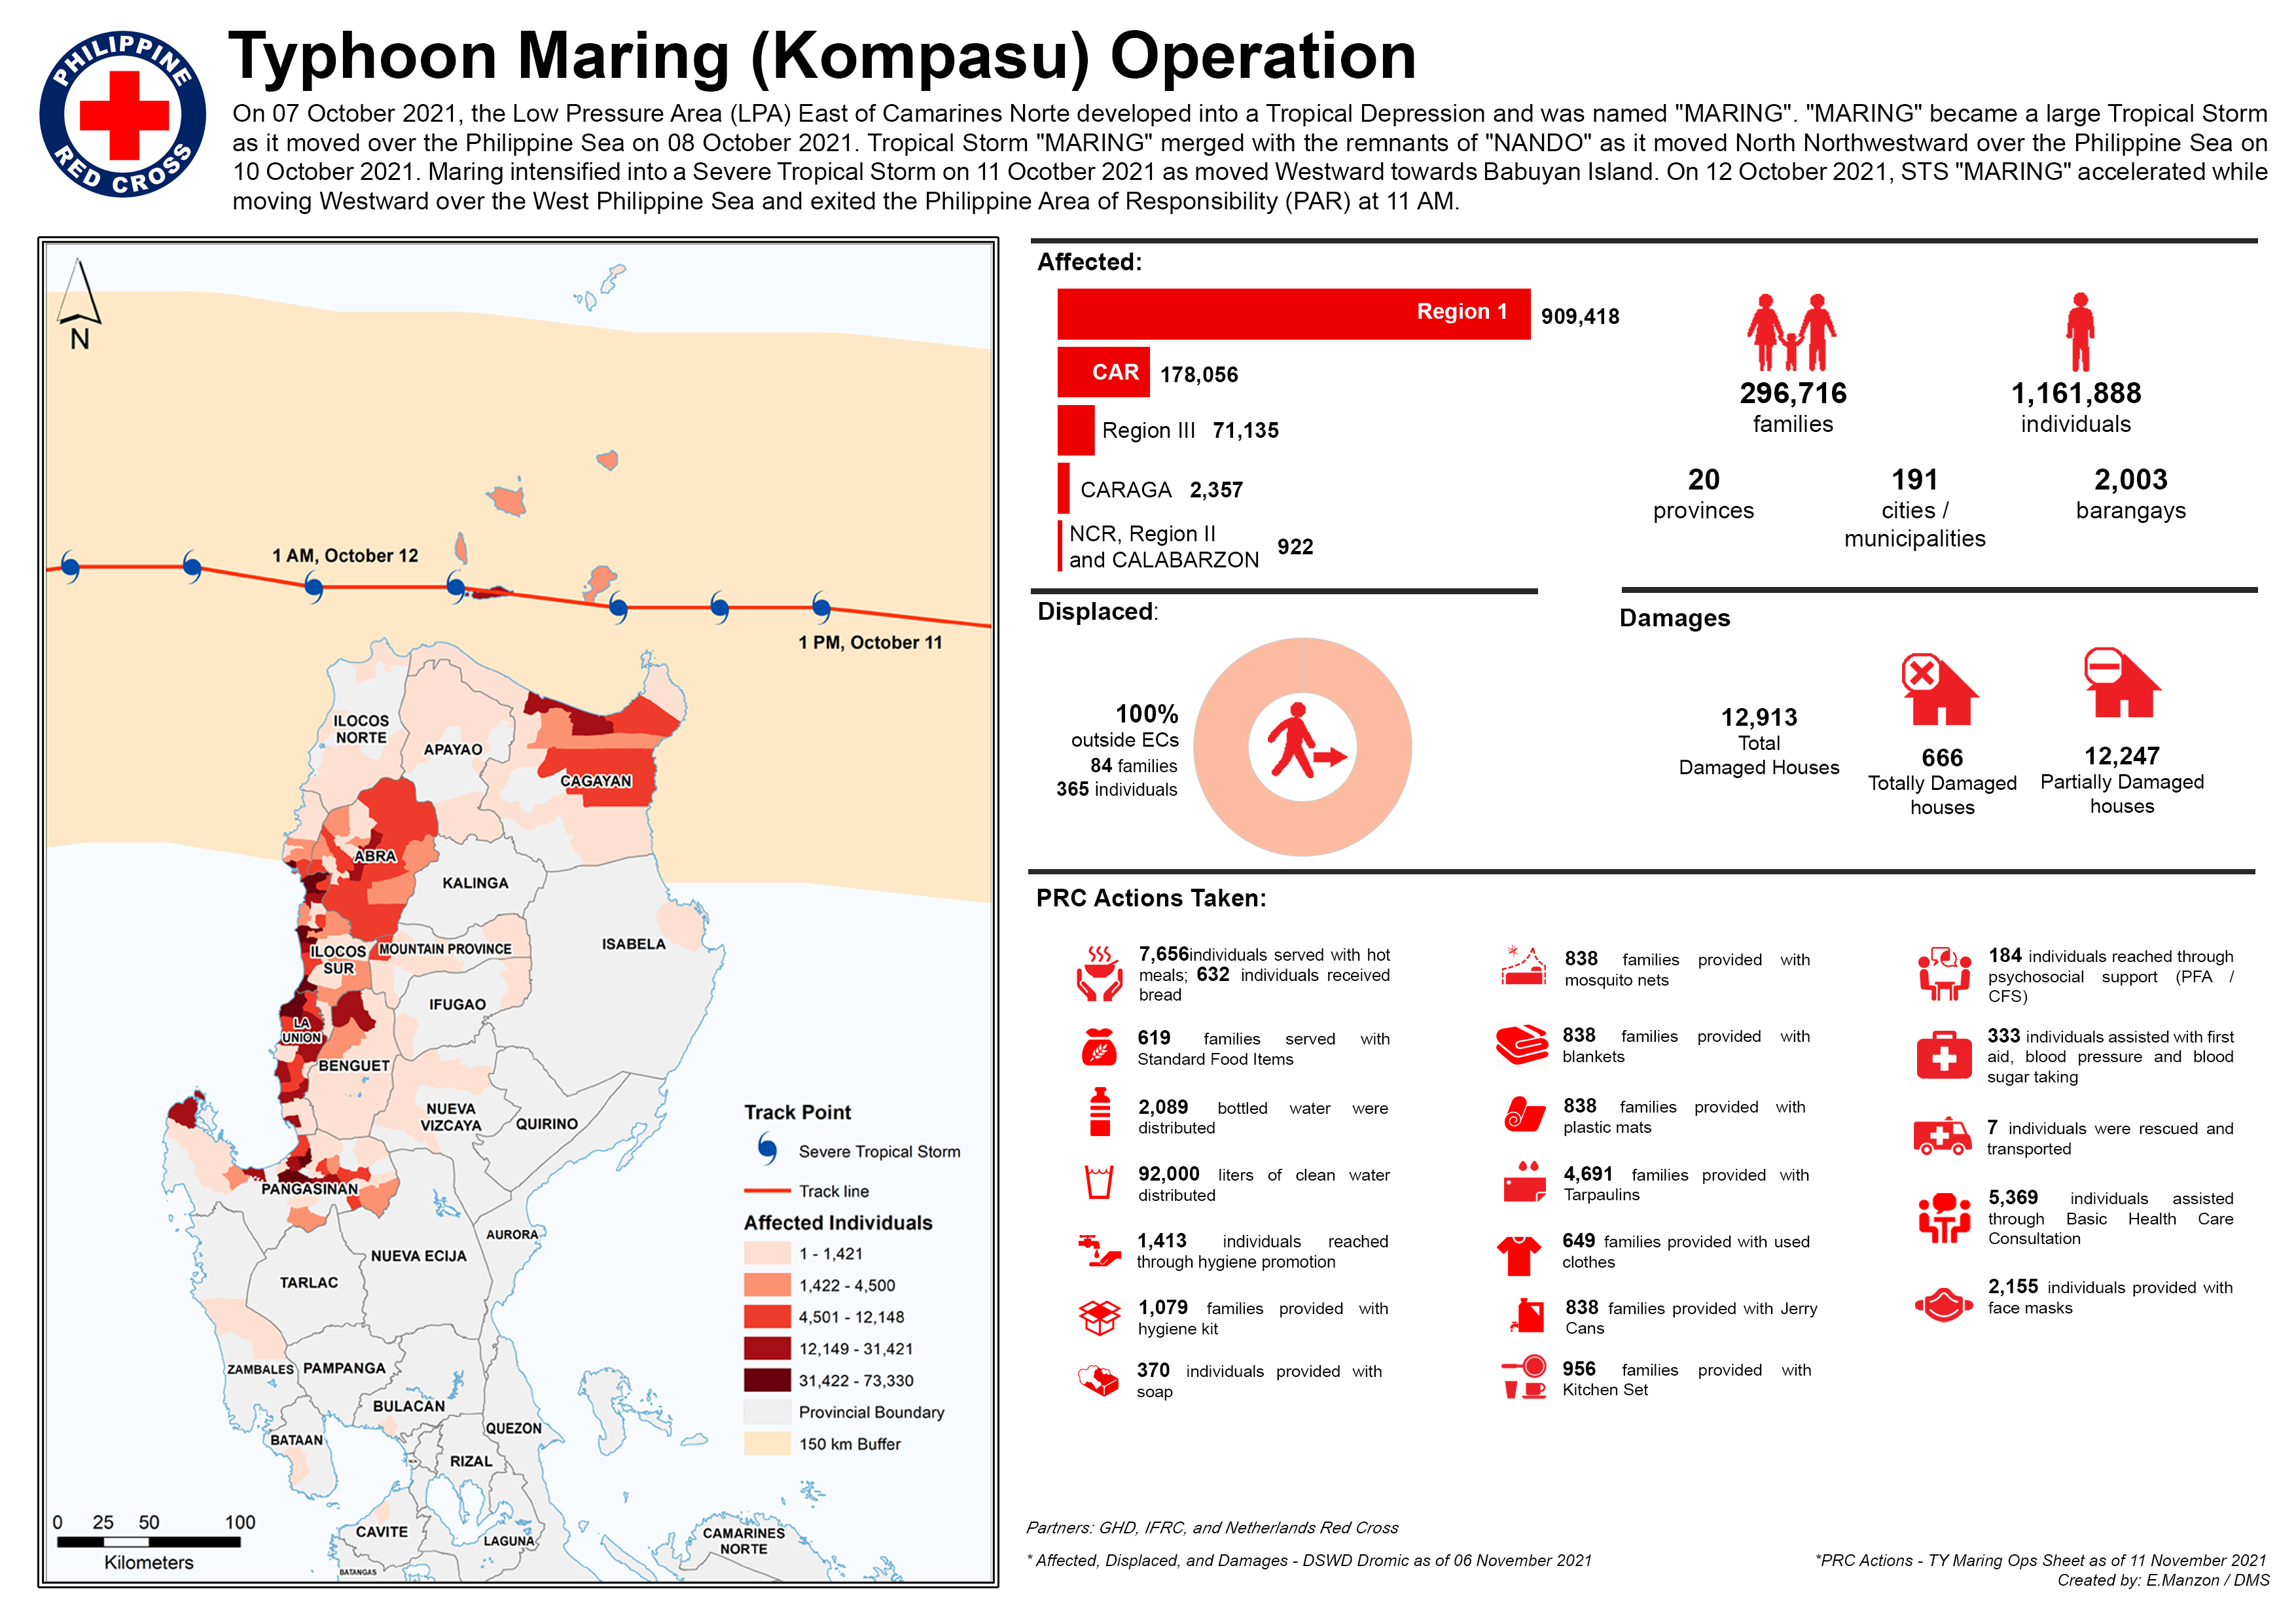 PHILIPPINE
RED CROSS
Typhoon Maring (Kompasu) Operation
On 07 October 2021, the Low Pressure Area (LPA) East of Camarines Norte developed into a Tropical Depression and was named "MARING". "MARING" became a large Tropical Storm
as it moved over the Philippine Sea on 08 October 2021. Tropical Storm "MARING" merged with the remnants of "NANDO" as it moved North Northwestward over the Philippine Sea on
10 October 2021. Maring intensified into a Severe Tropical Storm on 11 Ocotber 2021 as moved Westward towards Babuyan Island. On 12 October 2021, STS "MARING" accelerated while
moving Westward over the West Philippine Sea and exited the Philippine Area of Responsibility (PAR) at 11 AM.
N
1 AM, October 12
1 PM, October 11
ILOCOS
NORTE
APAYAO
CAGAYAN
ABRA
KALINGA
ILOCOS
SUR
MOUNTAIN PROVINCE
ISABELA
IFUGAO
LA
UNION
BENGUET
NUEVA
VIZCAYA
QUIRINO
PANGASINAN
AURORA
NUEVA ECIJA
TARLAC
ZAMBALES
PAMPANGA
BULACAN
BATAAN
QUEZON
RIZAL
CAVITE
LAGUNA
BATANGAS
CAMARINES
NORTE
Track Point
Severe Tropical Storm
Track line
Affected Individuals
1 - 1,421
1,422 - 4,500
4,501 - 12,148
12,149 - 31,421
31,422 - 73,330
Provincial Boundary
150 km Buffer
0 25 50 100
Kilometers
Affected:
Region 1 909,418
CAR 178,056
Region III 71,135
CARAGA 2,357
NCR, Region II
and CALABARZON 922
296,716
families
1,161,888
individuals
20
provinces
191
cities /
municipalities
2,003
barangays
Displaced:
100%
outside ECs
84 families
365 individuals
Damages
12,913
Total
Damaged Houses
666
Totally Damaged
houses
12,247
Partially Damaged
houses
PRC Actions Taken:
7,656individuals served with hot
meals; 632 individuals received
bread
619 families served with
Standard Food Items
2,089 bottled water were
distributed
92,000 liters of clean water
distributed
1,413 individuals reached
through hygiene promotion
1,079 families provided with
hygiene kit
370 individuals provided with
soap
838 families provided with
mosquito nets
838 families provided with
blankets
838 families provided with
plastic mats
4,691 families provided with
Tarpaulins
649 families provided with used
clothes
838 families provided with Jerry
Cans
956 families provided with
Kitchen Set
184 individuals reached through
psychosocial support (PFA /
CFS)
333 individuals assisted with first
aid, blood pressure and blood
sugar taking
7 individuals were rescued and
transported
5,369 individuals assisted
through Basic Health Care
Consultation
2,155 individuals provided with
face masks
Partners: GHD, IFRC, and Netherlands Red Cross
* Affected, Displaced, and Damages - DSWD Dromic as of 06 November 2021
*PRC Actions - TY Maring Ops Sheet as of 11 November 2021
Created by: E.Manzon / DMS